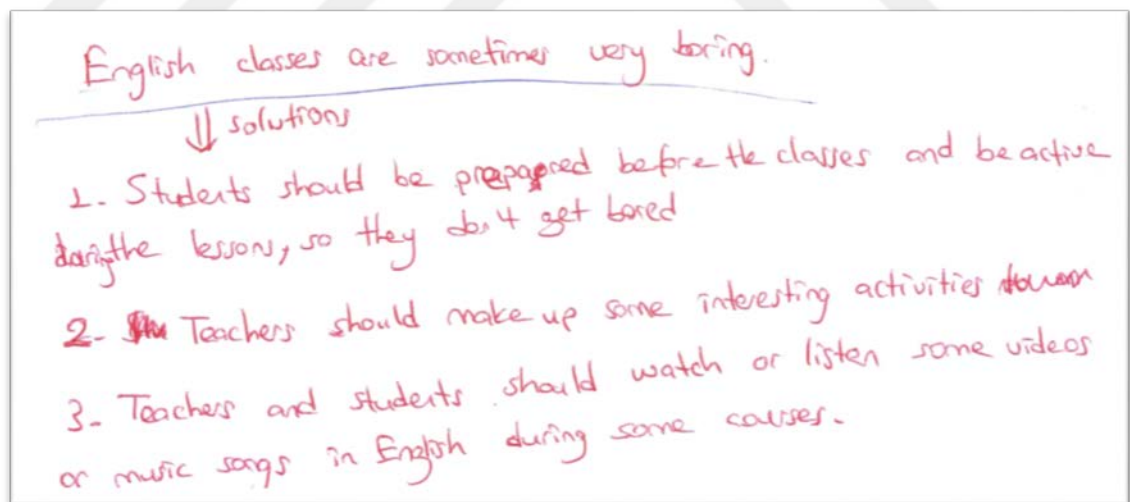 English classes are sometimes very boring.
⇓ solutions
1. Students should be prepapred before the classes and be active
during the lesson, so they don't get bored
2- Teachers should make up some interesting activities
3- Teachers and students should watch or listen some videos
or music songs in English during some courses.